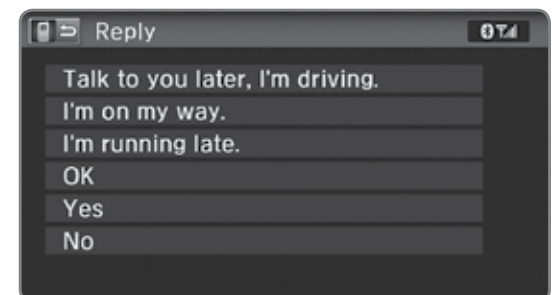 Reply
Talk to you later, I'm driving.
I'm on my way.
I'm running late.
OK
Yes
No